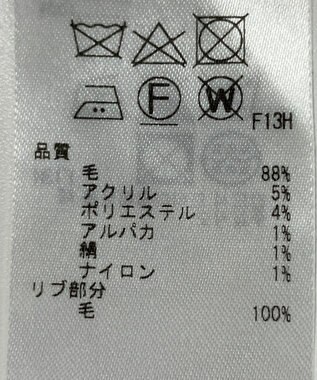 F W
F13H
品質
毛 88%
アクリル 5%
ポリエステル 4%
アルパカ 1%
絹 1%
ナイロン 1%
リブ部分
毛 100%